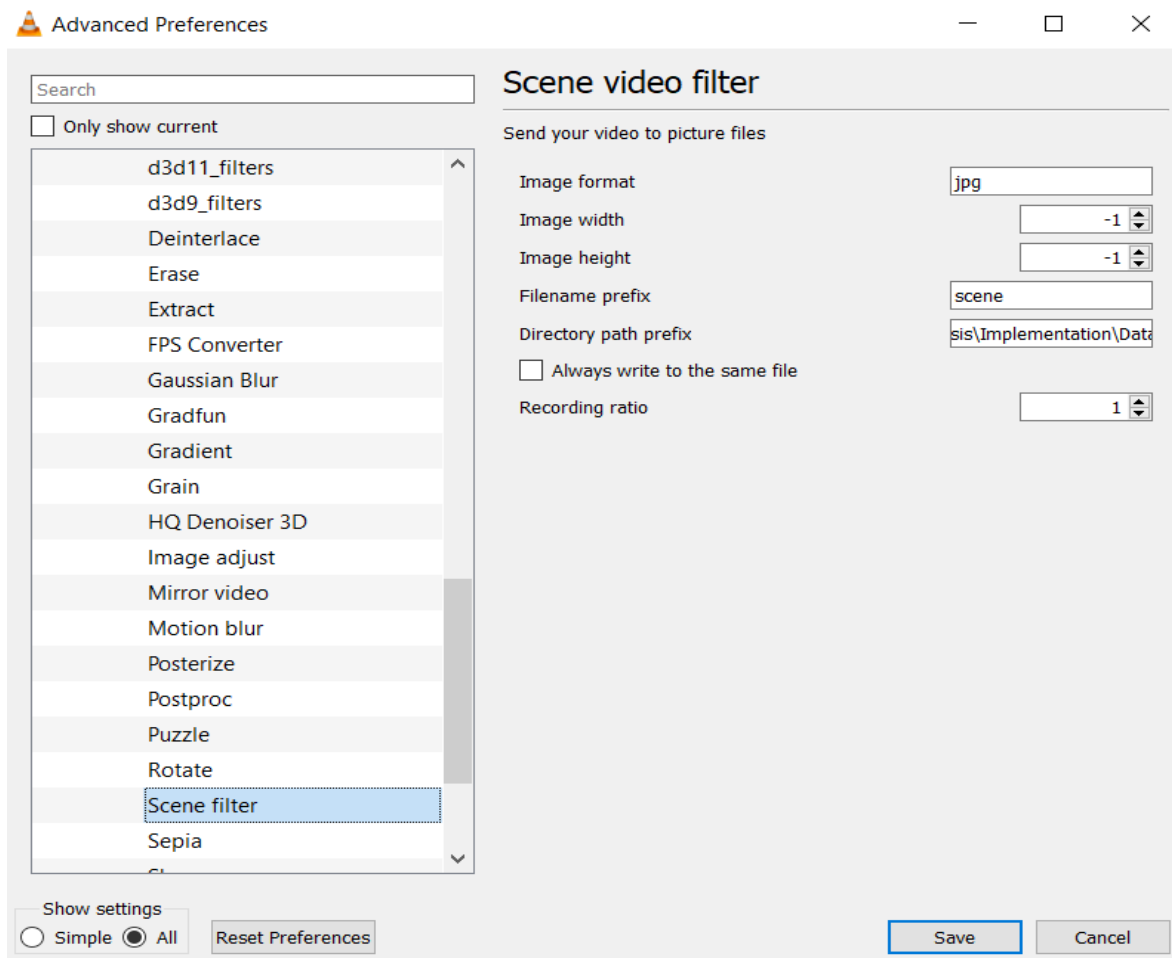 Advanced Preferences
Search
Only show current
d3d11_filters
d3d9_filters
Deinterlace
Erase
Extract
FPS Converter
Gaussian Blur
Gradfun
Gradient
Grain
HQ Denoiser 3D
Image adjust
Mirror video
Motion blur
Posterize
Postproc
Puzzle
Rotate
Scene filter
Sepia
Show settings
Simple All
Reset Preferences
Scene video filter
Send your video to picture files
Image format jpg
Image width -1
Image height -1
Filename prefix scene
Directory path prefix sis\Implementation\Data
Always write to the same file
Recording ratio 1
Save Cancel